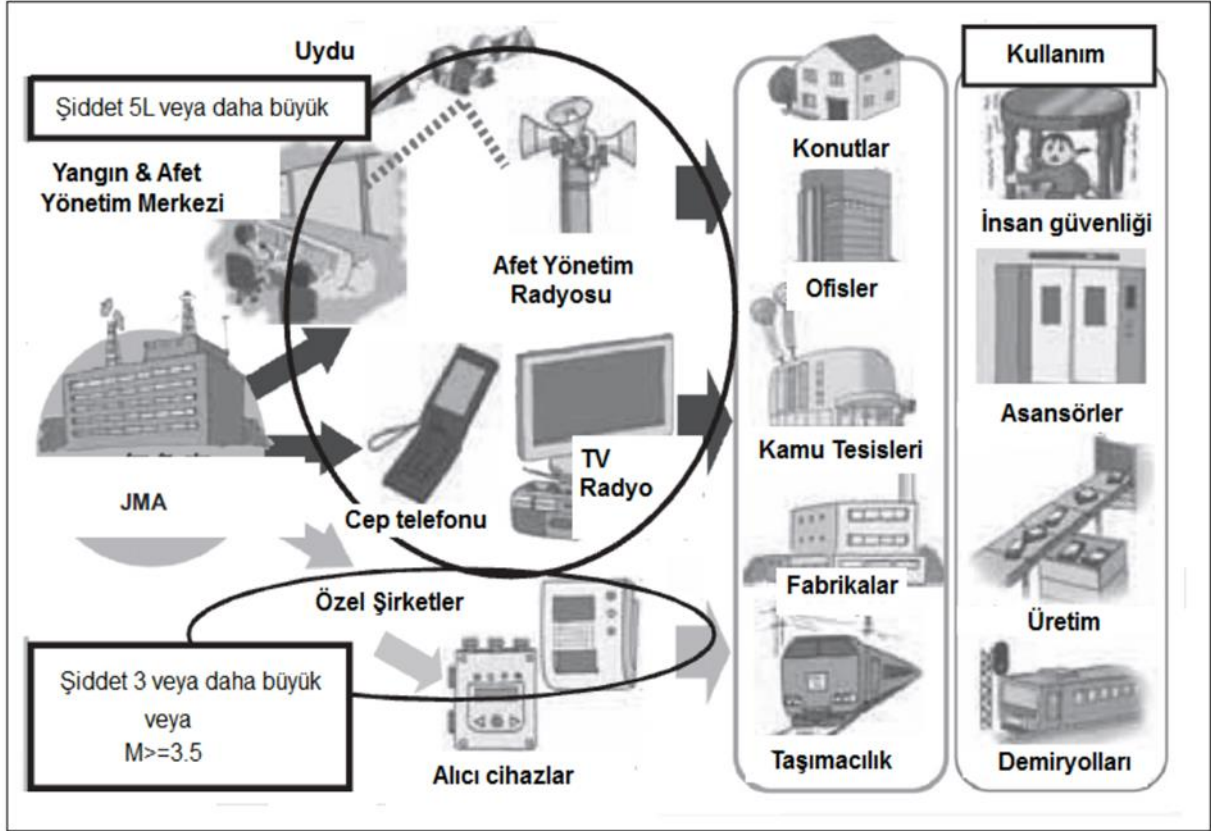 Uydu
Şiddet 5L veya daha büyük
Yangın & Afet
Yönetim Merkezi
Afet Yönetim
Radyosu
JMA
Cep telefonu
TV
Radyo
Özel Şirketler
Şiddet 3 veya daha büyük
veya
M>=3.5
Alıcı cihazlar
Konutlar
Ofisler
Kamu Tesisleri
Fabrikalar
Taşımacılık
Kullanım
İnsan güvenliği
Asansörler
Üretim
Demiryolları